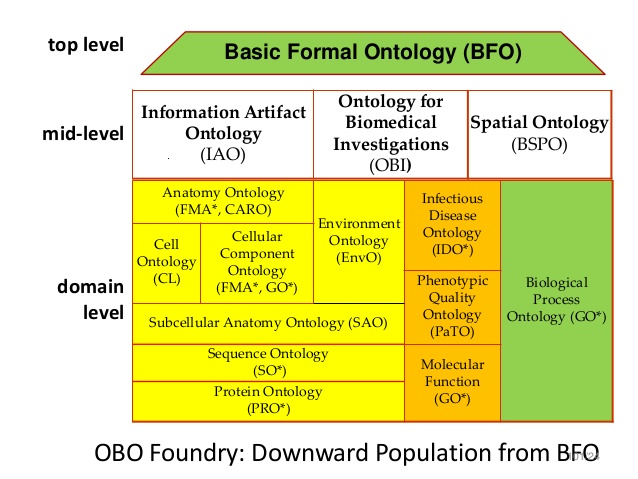 top level
Basic Formal Ontology (BFO)
mid-level
Information Artifact
Ontology
(IAO)
Ontology for
Biomedical
Investigations
(OBI)
Spatial Ontology
(BSPO)
domain
level
Anatomy Ontology
(FMA*, CARO)
Cell
Ontology
(CL)
Cellular
Component
Ontology
(FMA*, GO*)
Environment
Ontology
(EnvO)
Subcellular Anatomy Ontology (SAO)
Sequence Ontology
(SO*)
Protein Ontology
(PRO*)
Infectious
Disease
Ontology
(IDO*)
Phenotypic
Quality
Ontology
(PaTO)
Molecular
Function
(GO*)
Biological
Process
Ontology (GO*)
OBO Foundry: Downward Population from BFO